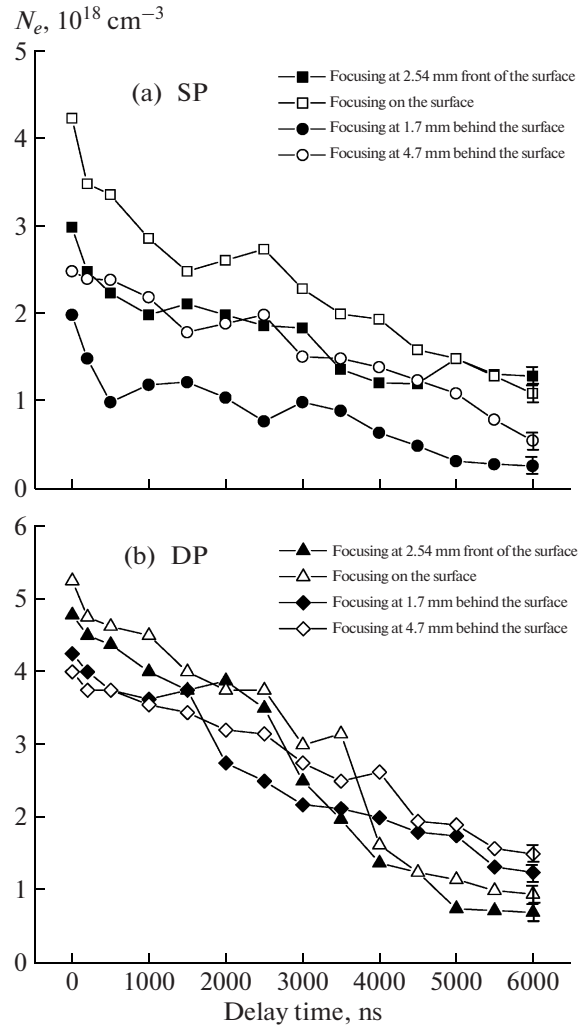 N_e, 10^18 cm^−3
5
4
3
2
1
0
(a) SP
Focusing at 2.54 mm front of the surface
Focusing on the surface
Focusing at 1.7 mm behind the surface
Focusing at 4.7 mm behind the surface
6
5
4
3
2
1
0
(b) DP
Focusing at 2.54 mm front of the surface
Focusing on the surface
Focusing at 1.7 mm behind the surface
Focusing at 4.7 mm behind the surface
0 1000 2000 3000 4000 5000 6000
Delay time, ns